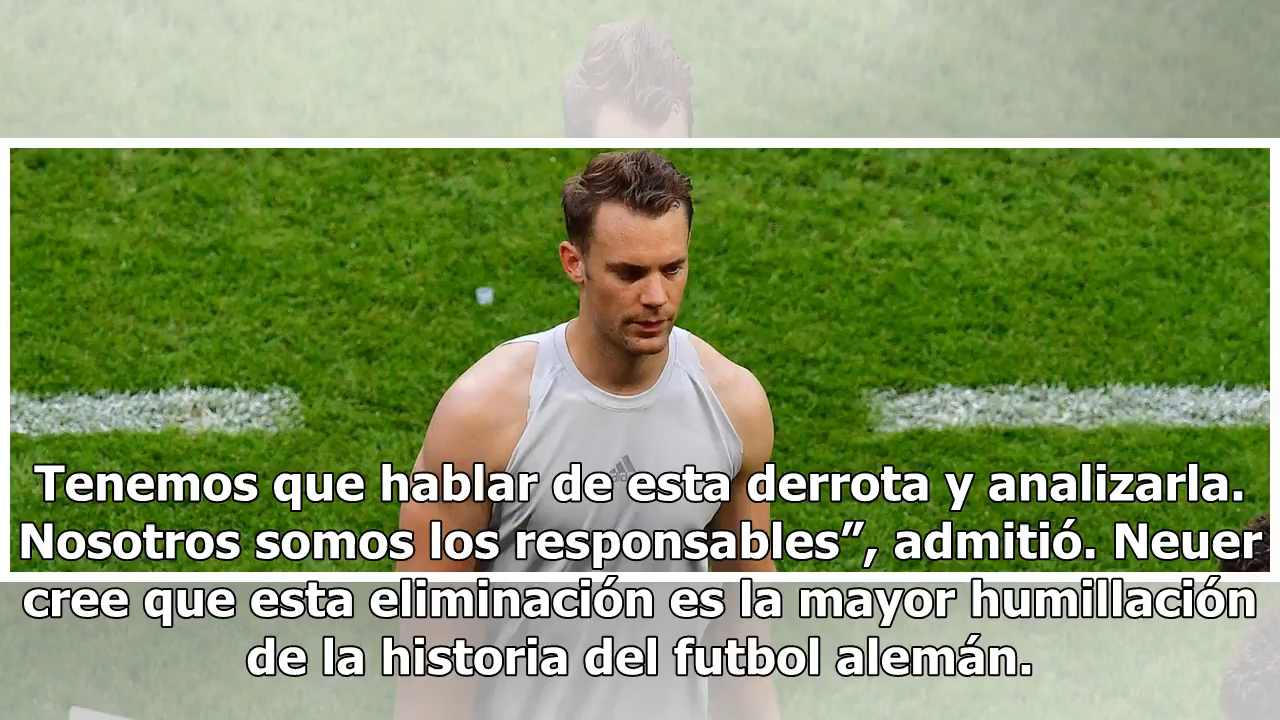 Tenemos que hablar de esta derrota y analizarla.
Nosotros somos los responsables”, admitió. Neuer
cree que esta eliminación es la mayor humillación
de la historia del futbol alemán.